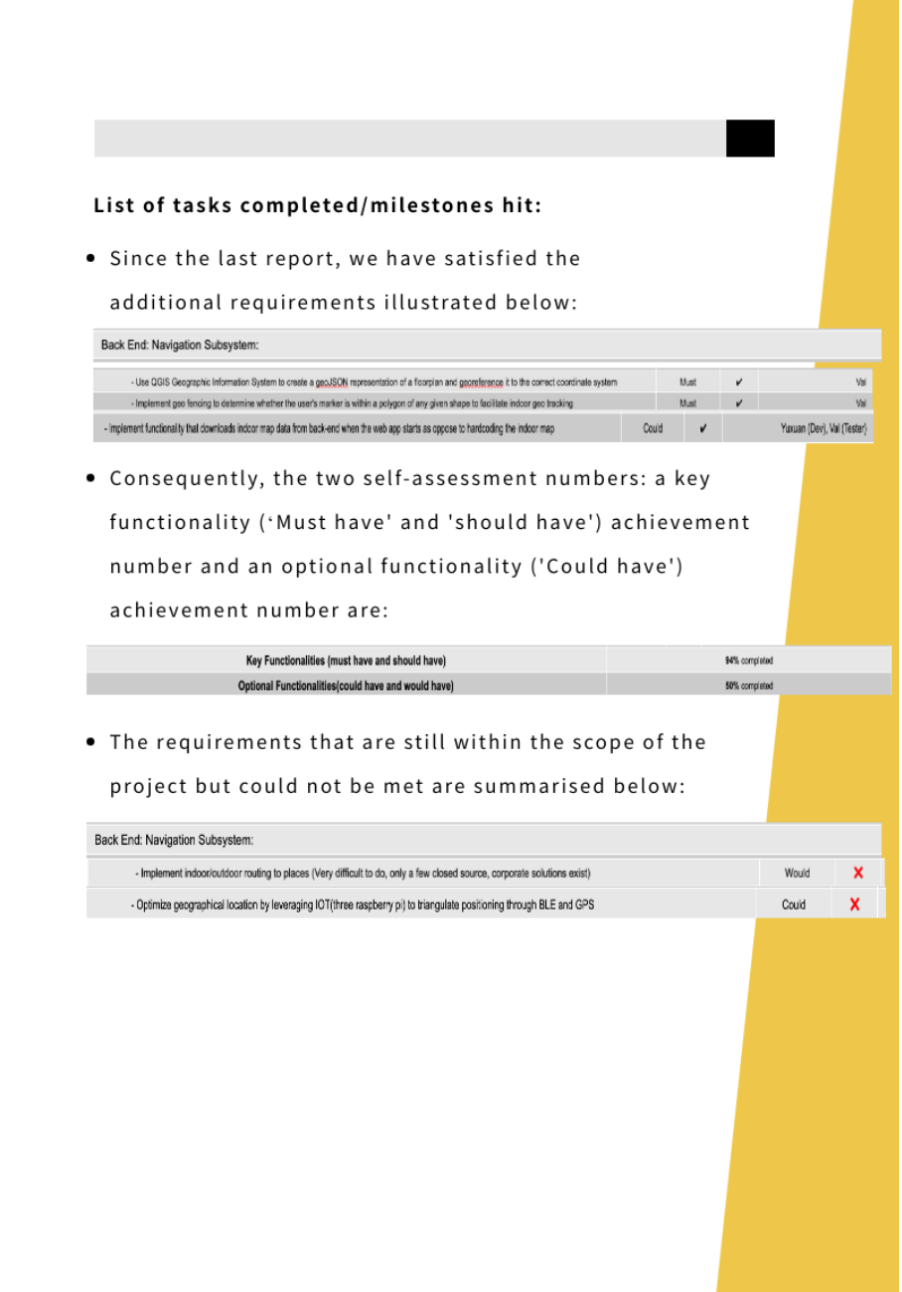 List of tasks completed/milestones hit:
• Since the last report, we have satisfied the
additional requirements illustrated below:
Back End: Navigation Subsystem:
- Use QGIS Geographic Information System to create a geoJSON representation of a floorplan and georeference it to the correct coordinate system Must ✔ Val
- Implement geo fencing to determine whether the user's marker is within a polygon of any given shape to facilitate indoor geo tracking Must ✔ Val
- Implement functionality that downloads indoor map data from back-end when the web app starts as oppose to hardcoding the indoor map Could ✔ Yuxuan (Dev), Val (Tester)
• Consequently, the two self-assessment numbers: a key
functionality (‘Must have' and 'should have') achievement
number and an optional functionality ('Could have')
achievement number are:
Key Functionalities (must have and should have) 94% completed
Optional Functionalities(could have and would have) 50% completed
• The requirements that are still within the scope of the
project but could not be met are summarised below:
Back End: Navigation Subsystem:
- Implement indoor/outdoor routing to places (Very difficult to do, only a few closed source, corporate solutions exist) Would ✗
- Optimize geographical location by leveraging IOT(three raspberry pi) to triangulate positioning through BLE and GPS Could ✗